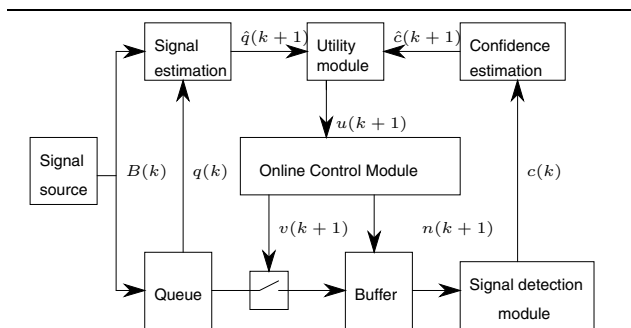 Signal
estimation
q̂(k+1)
Utility
module
ĉ(k+1)
Confidence
estimation
u(k+1)
Signal
source
B(k)
q(k)
Online Control Module
c(k)
v(k+1)
n(k+1)
Queue
Buffer
Signal detection
module